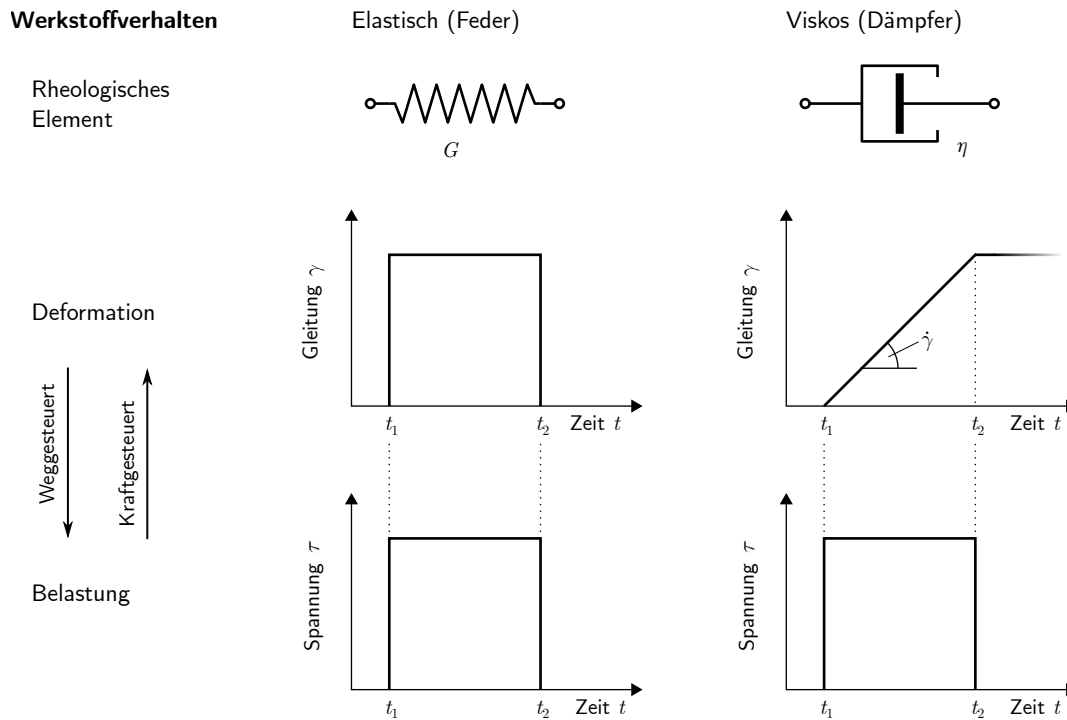 Werkstoffverhalten
Elastisch (Feder)
Viskos (Dämpfer)
Rheologisches
Element
G
η
Deformation
Weggesteuert
Kraftgesteuert
Belastung
Gleitung γ
t₁
t₂
Zeit t
Gleitung γ
γ̇
t₁
t₂
Zeit t
Spannung τ
t₁
t₂
Zeit t
Spannung τ
t₁
t₂
Zeit t